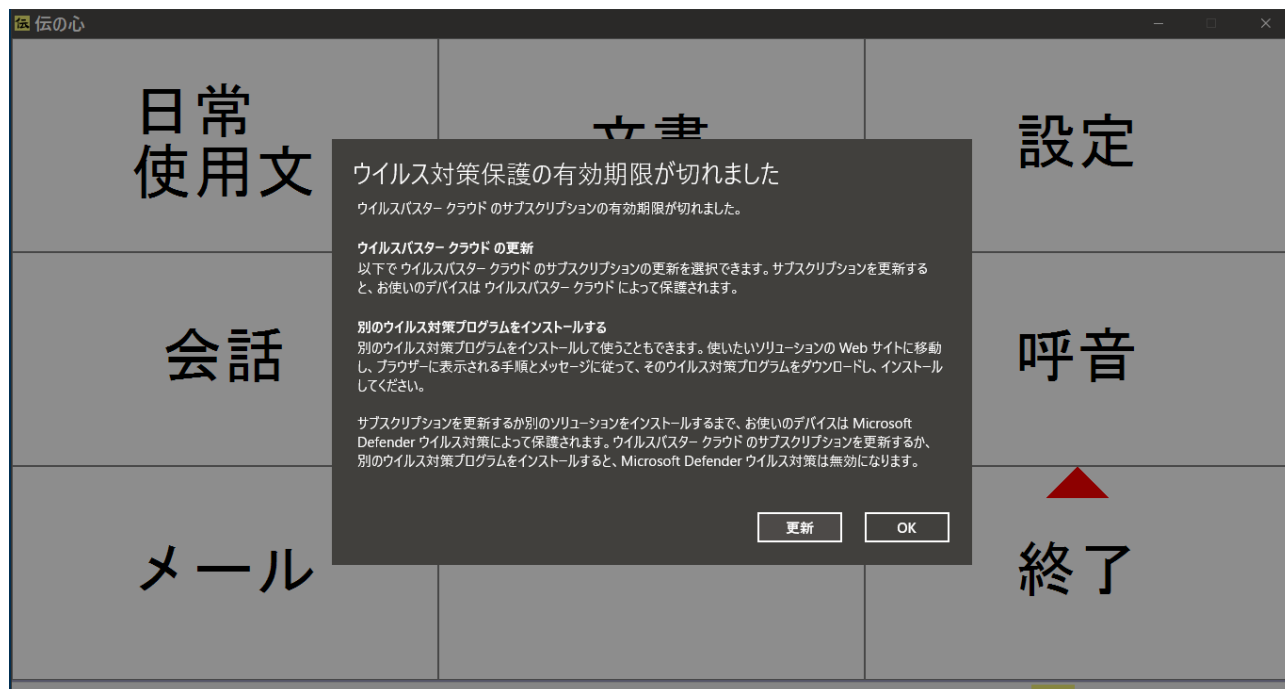 伝 伝の心
日常
使用文
文書
設定
会話
呼音
メール
終了
ウイルス対策保護の有効期限が切れました
ウイルスバスター クラウド のサブスクリプションの有効期限が切れました。
ウイルスバスター クラウド の更新
以下で ウイルスバスター クラウド のサブスクリプションの更新を選択できます。サブスクリプションを更新する
と、お使いのデバイスは ウイルスバスター クラウド によって保護されます。
別のウイルス対策プログラムをインストールする
別のウイルス対策プログラムをインストールして使うこともできます。使いたいソリューションの Web サイトに移動
し、ブラウザーに表示される手順とメッセージに従って、そのウイルス対策プログラムをダウンロードし、インストール
してください。
サブスクリプションを更新するか別のソリューションをインストールするまで、お使いのデバイスは Microsoft
Defender ウイルス対策によって保護されます。ウイルスバスター クラウド のサブスクリプションを更新するか、
別のウイルス対策プログラムをインストールすると、Microsoft Defender ウイルス対策は無効になります。
更新
OK